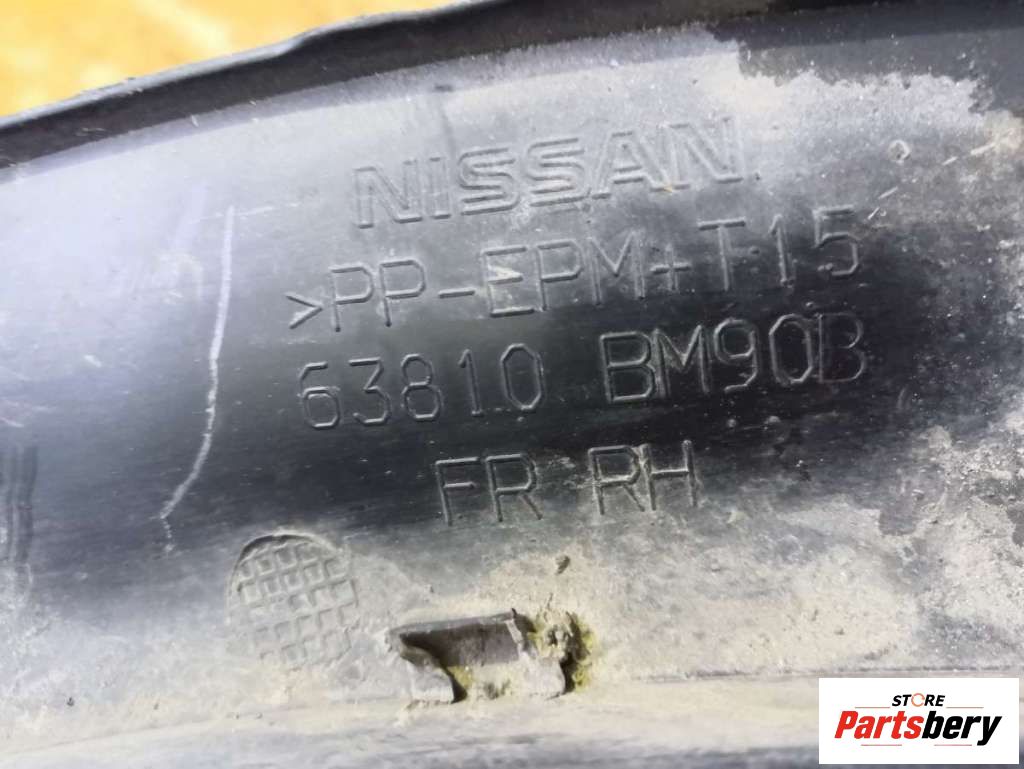 NISSAN
>PP-EPM+T15
63810 BM90B
FR RH
STORE
Partsbery